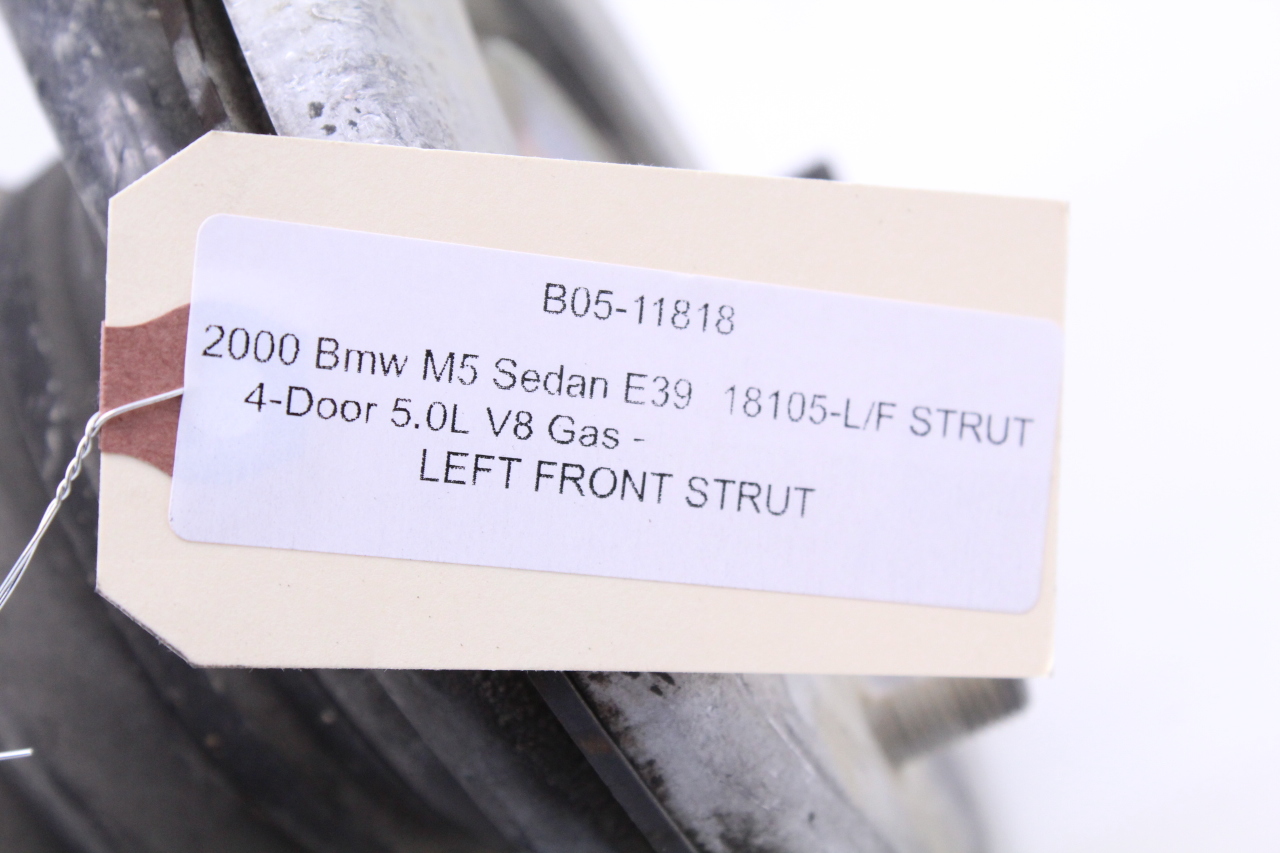 B05-11818
2000 Bmw M5 Sedan E39 18105-L/F STRUT
4-Door 5.0L V8 Gas -
LEFT FRONT STRUT